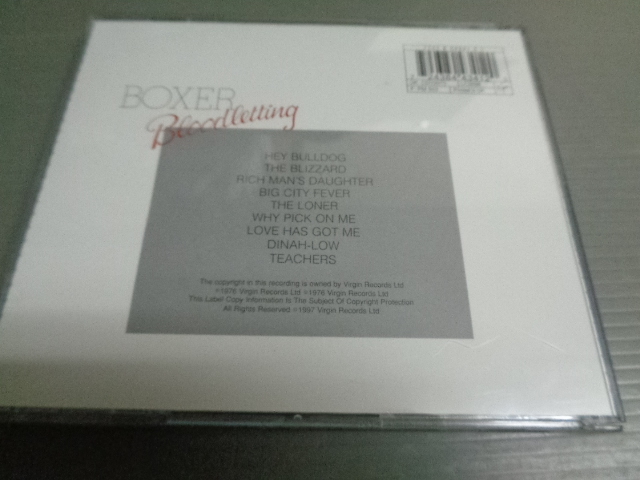 BOXER
Bloodletting
HEY BULLDOG
THE BLIZZARD
RICH MAN'S DAUGHTER
BIG CITY FEVER
THE LONER
WHY PICK ON ME
LOVE HAS GOT ME
DINAH-LOW
TEACHERS
The copyright in this recording is owned by Virgin Records Ltd
℗1976 Virgin Records Ltd ©1976 Virgin Records Ltd
This Label Copy Information Is The Subject Of Copyright Protection
All Rights Reserved ©1997 Virgin Records Ltd